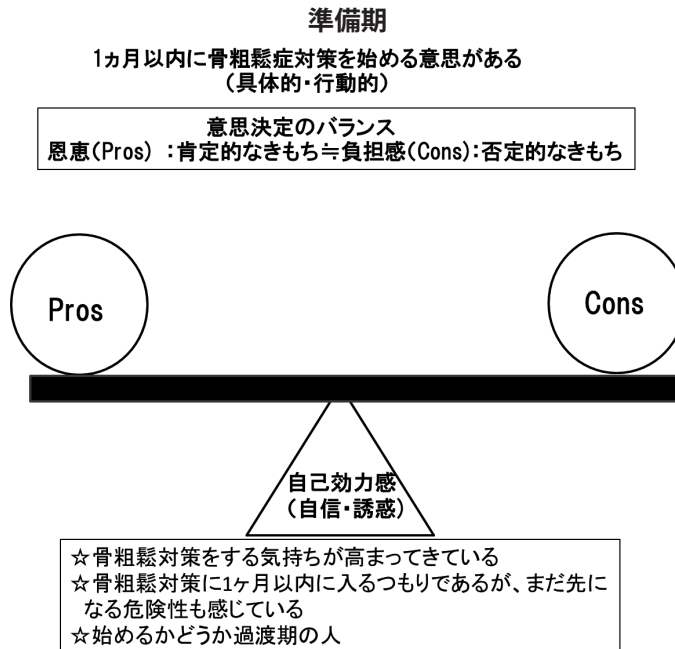 準備期
1ヵ月以内に骨粗鬆症対策を始める意思がある
(具体的・行動的)
意思決定のバランス
恩恵(Pros) :肯定的なきもち≒負担感(Cons):否定的なきもち
Pros
Cons
自己効力感
(自信・誘惑)
☆骨粗鬆対策をする気持ちが高まってきている
☆骨粗鬆対策に1ヶ月以内に入るつもりであるが、まだ先に
なる危険性も感じている
☆始めるかどうか過渡期の人